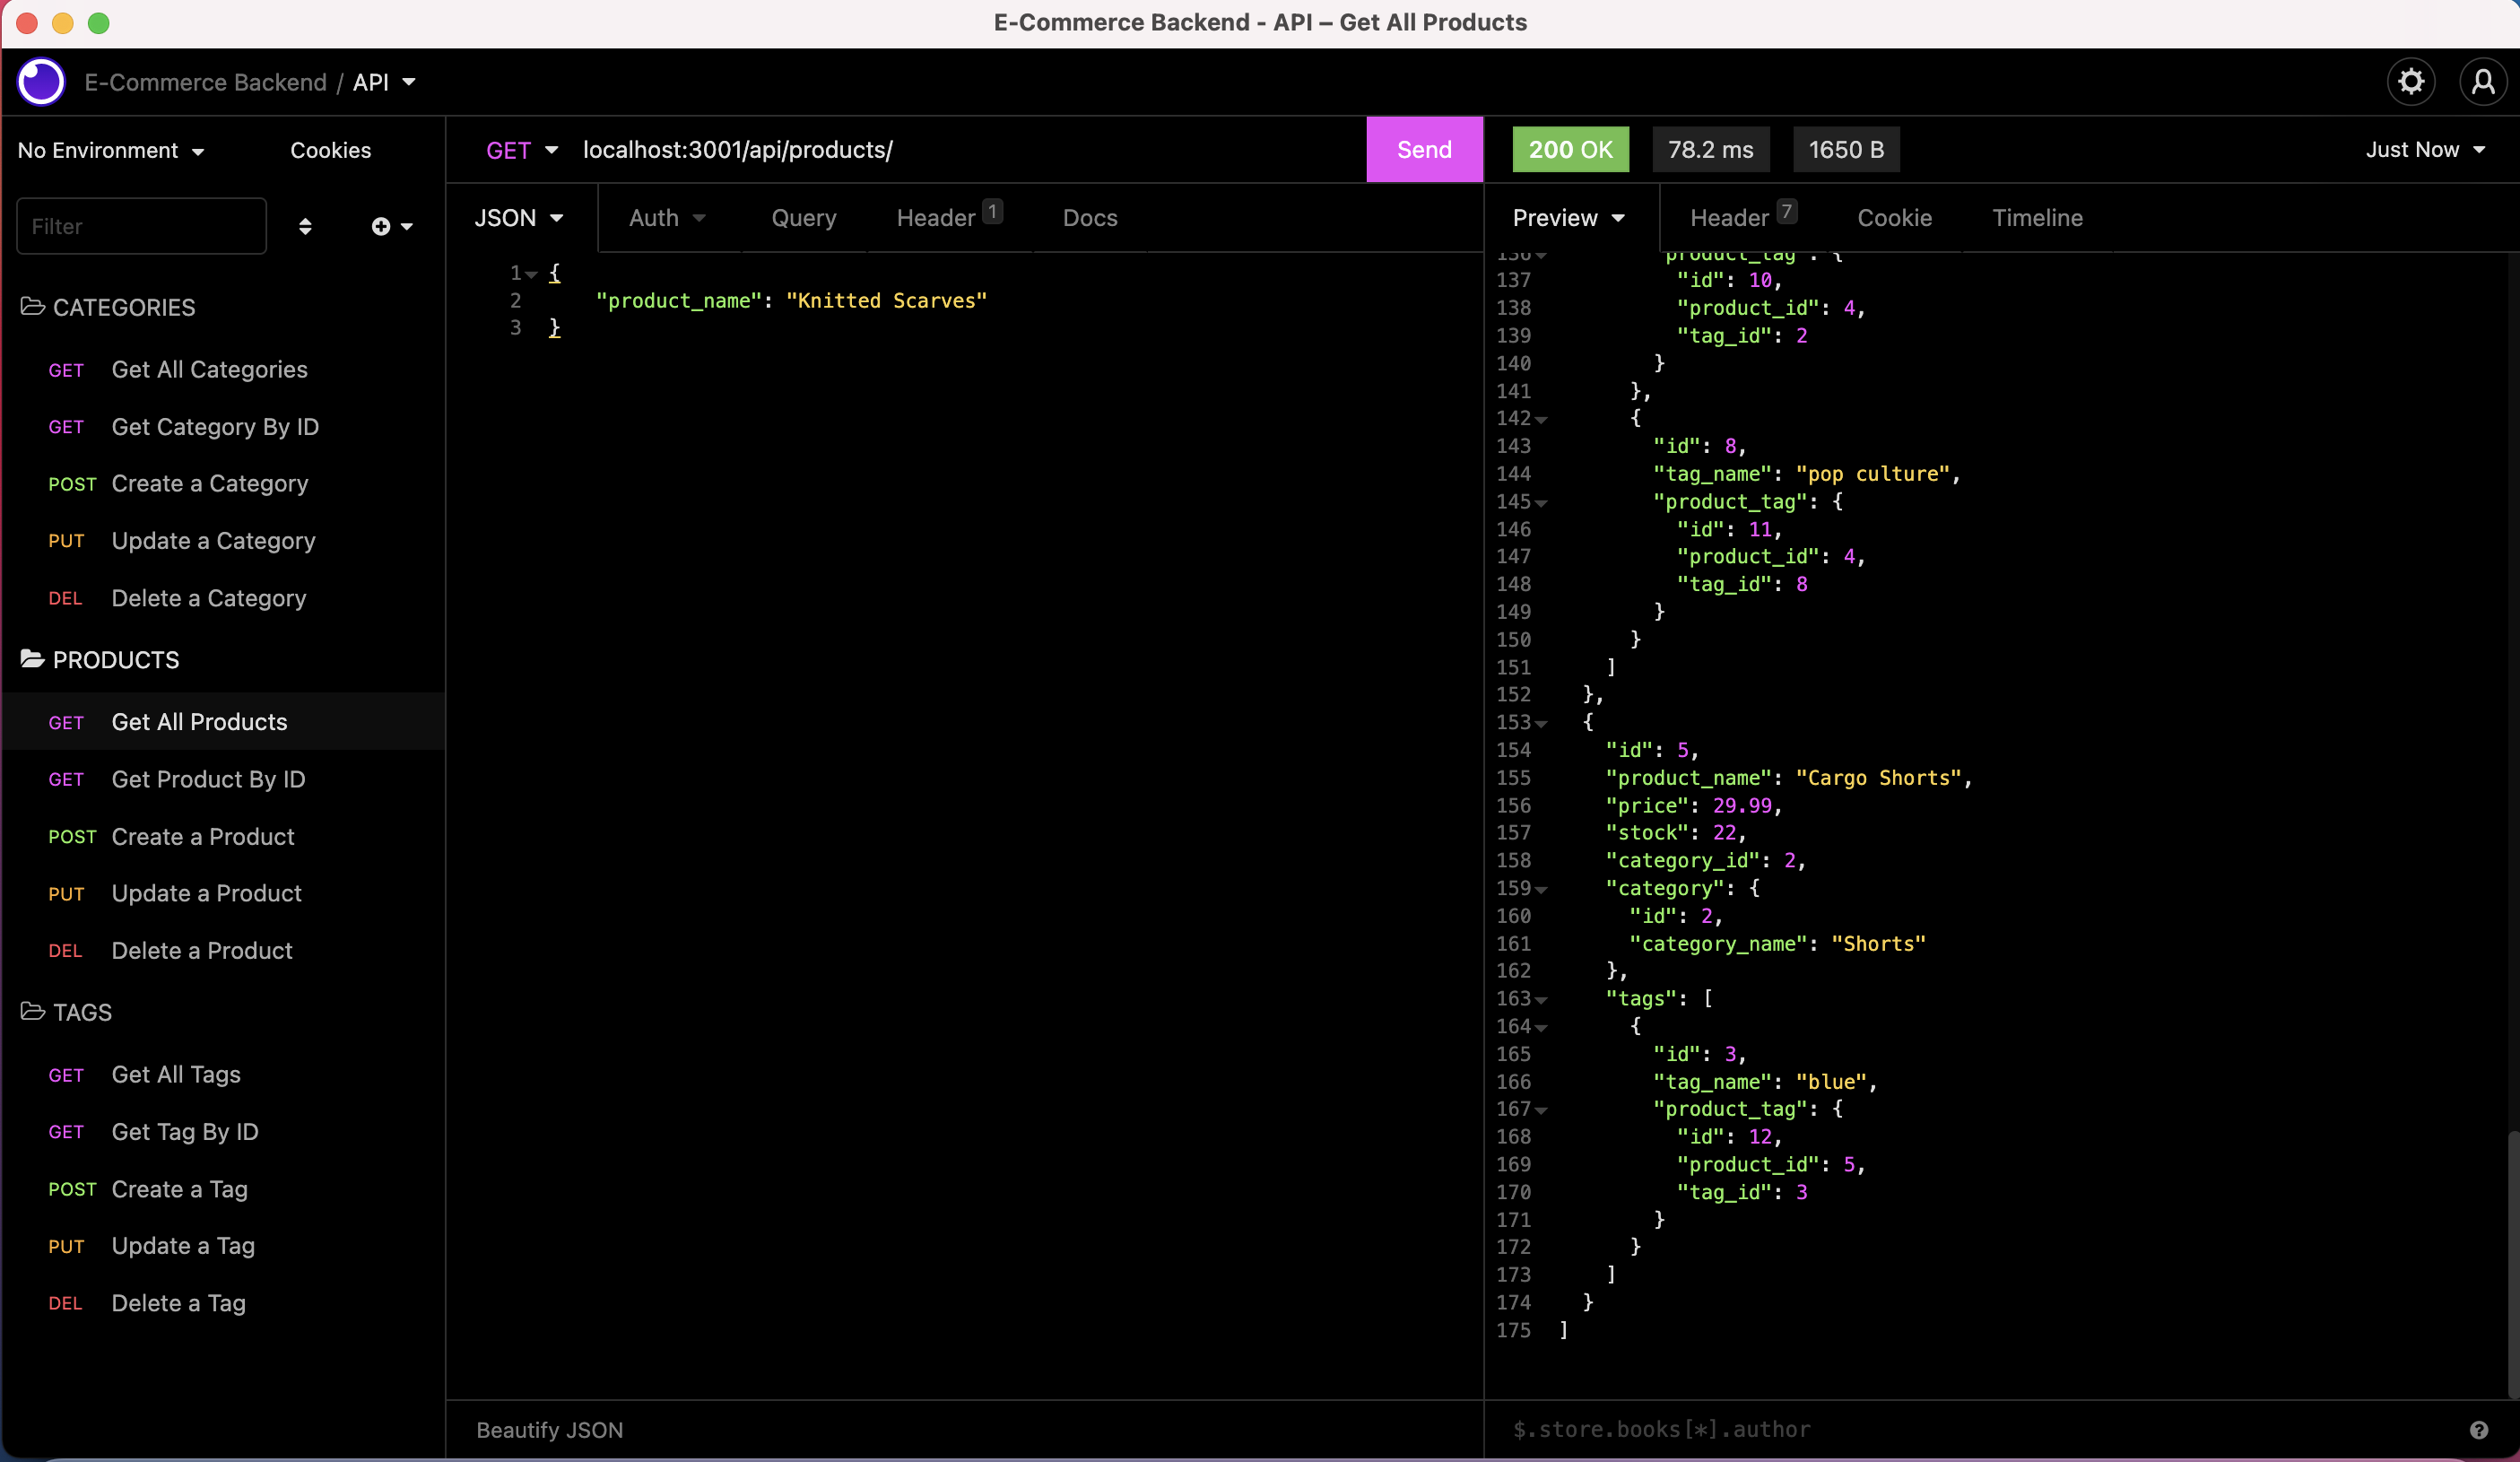 E-Commerce Backend - API – Get All Products
E-Commerce Backend / API
No Environment
Cookies
Filter
CATEGORIES
GET Get All Categories
GET Get Category By ID
POST Create a Category
PUT Update a Category
DEL Delete a Category
PRODUCTS
GET Get All Products
GET Get Product By ID
POST Create a Product
PUT Update a Product
DEL Delete a Product
TAGS
GET Get All Tags
GET Get Tag By ID
POST Create a Tag
PUT Update a Tag
DEL Delete a Tag
GET localhost:3001/api/products/ Send
JSON Auth Query Header 1 Docs
1 {
2 "product_name": "Knitted Scarves"
3 }
Beautify JSON
200 OK 78.2 ms 1650 B Just Now
Preview Header 7 Cookie Timeline
136 "product_tag": {
137 "id": 10,
138 "product_id": 4,
139 "tag_id": 2
140 }
141 },
142 {
143 "id": 8,
144 "tag_name": "pop culture",
145 "product_tag": {
146 "id": 11,
147 "product_id": 4,
148 "tag_id": 8
149 }
150 }
151 ]
152 },
153 {
154 "id": 5,
155 "product_name": "Cargo Shorts",
156 "price": 29.99,
157 "stock": 22,
158 "category_id": 2,
159 "category": {
160 "id": 2,
161 "category_name": "Shorts"
162 },
163 "tags": [
164 {
165 "id": 3,
166 "tag_name": "blue",
167 "product_tag": {
168 "id": 12,
169 "product_id": 5,
170 "tag_id": 3
171 }
172 }
173 ]
174 }
175 ]
$.store.books[*].author